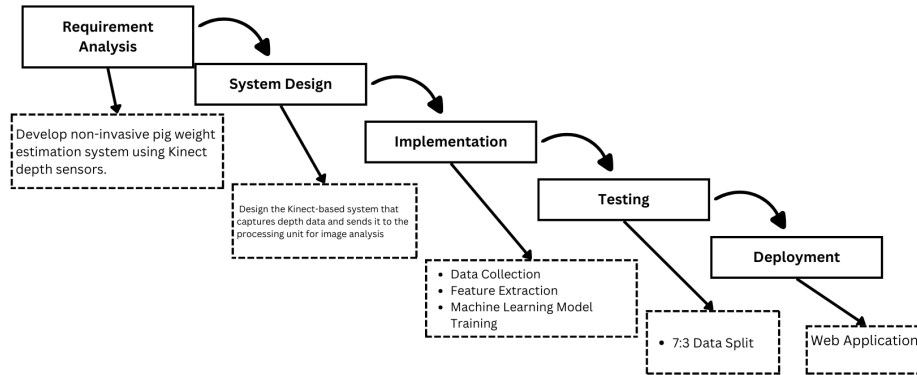 Requirement
Analysis
System Design
Implementation
Testing
Deployment
Develop non-invasive pig weight
estimation system using Kinect
depth sensors.
Design the Kinect-based system that
captures depth data and sends it to the
processing unit for image analysis
• Data Collection
• Feature Extraction
• Machine Learning Model
Training
• 7:3 Data Split
Web Application